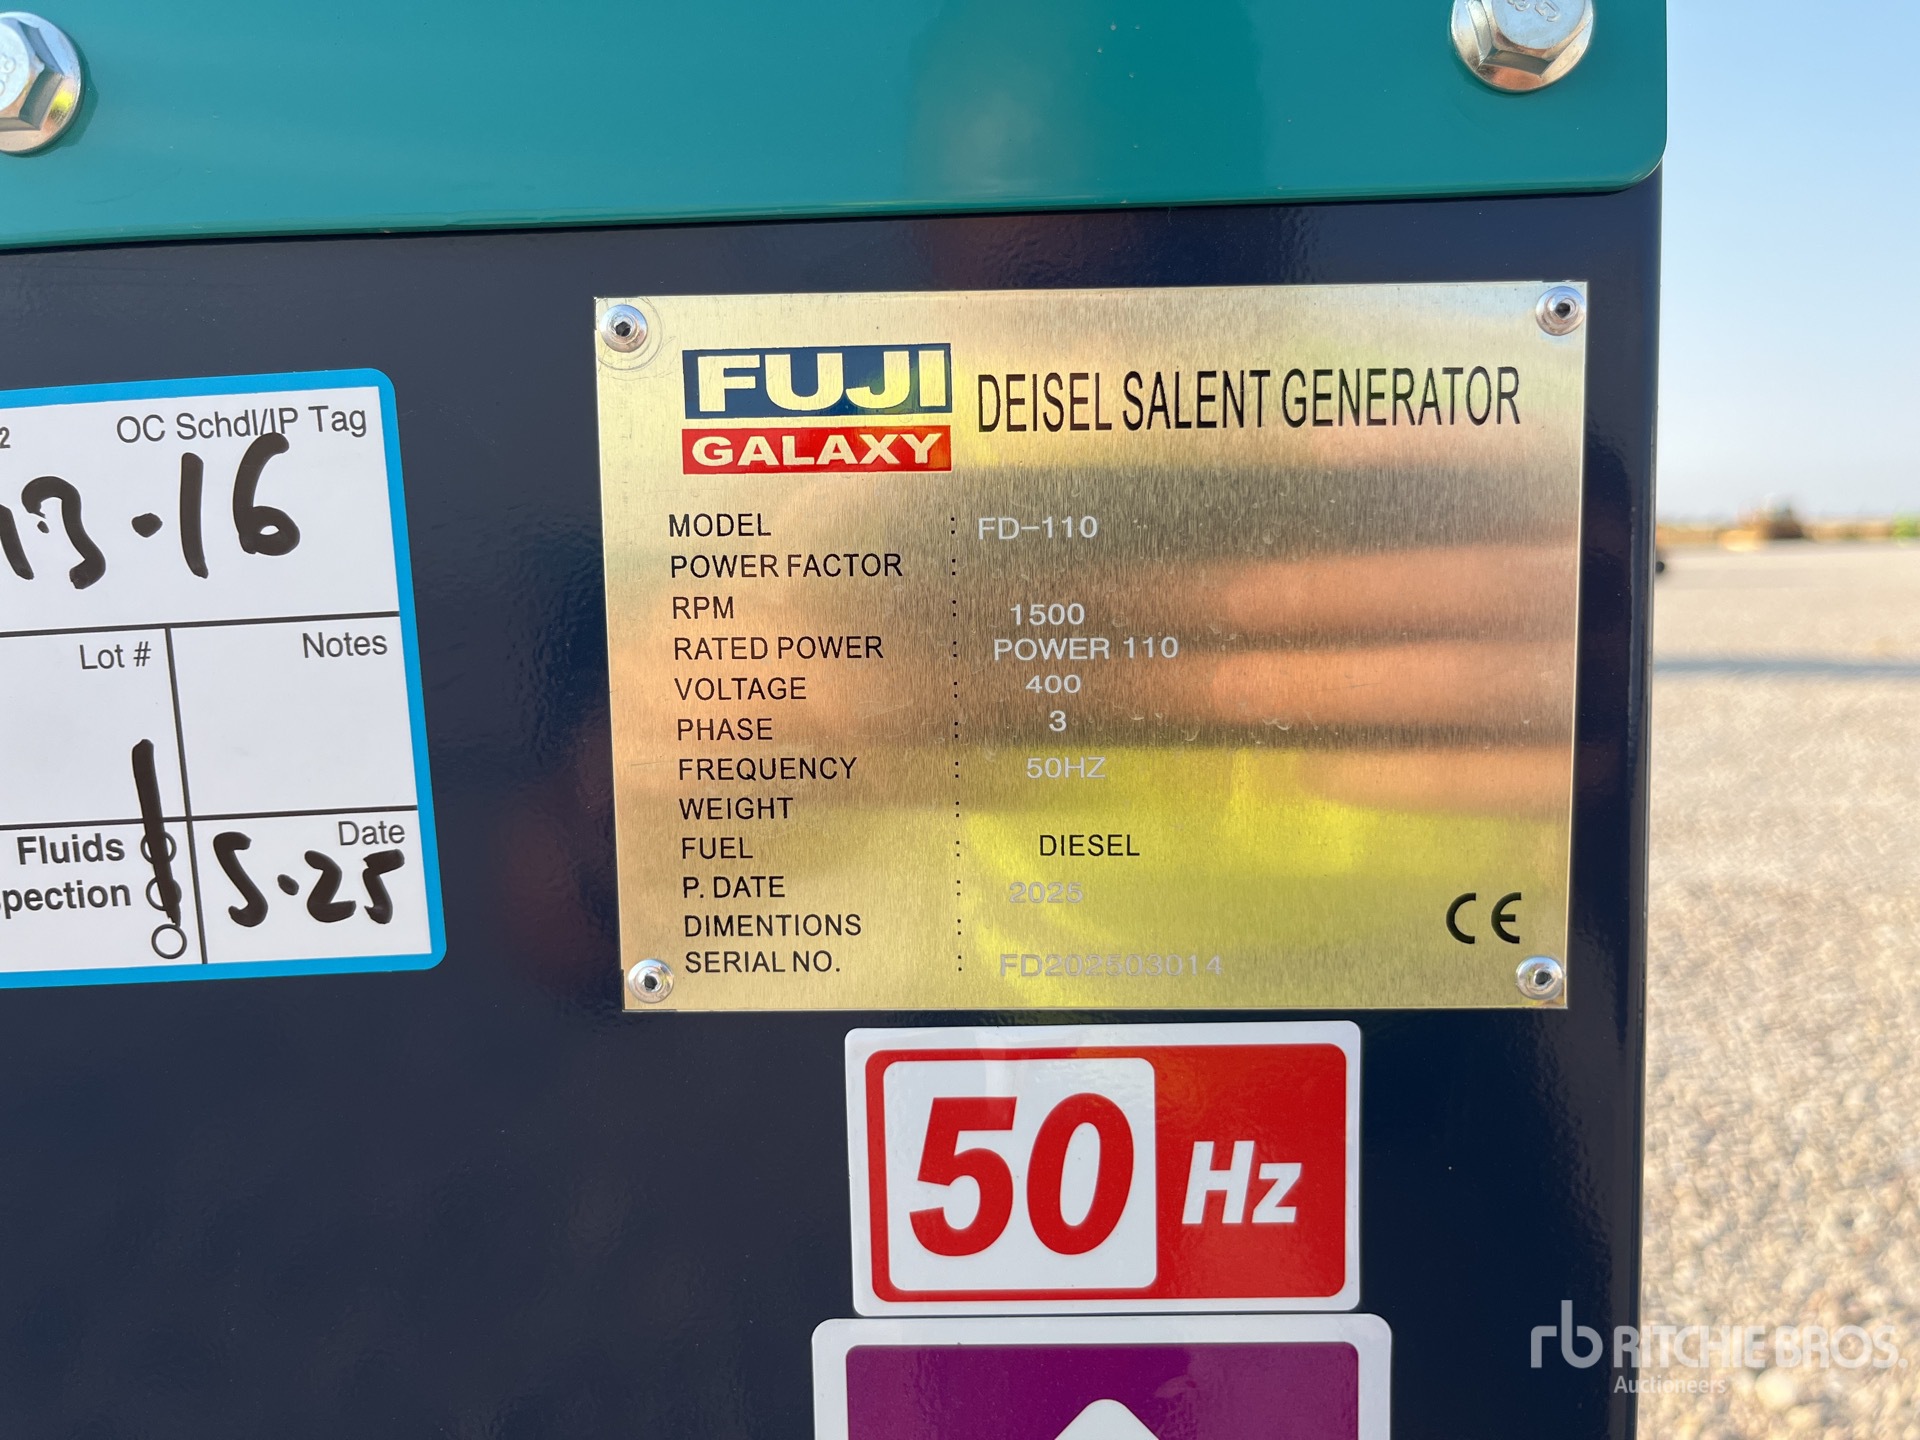 2
OC Schdl/IP Tag
13.16
Lot #
Notes
Fluids
pection
Date
5.25
FUJI
GALAXY
DEISEL SALENT GENERATOR
MODEL : FD-110
POWER FACTOR :
RPM : 1500
RATED POWER : POWER 110
VOLTAGE : 400
PHASE : 3
FREQUENCY : 50HZ
WEIGHT :
FUEL : DIESEL
P. DATE : 2025
DIMENTIONS :
SERIAL NO. : FD202503014
CE
50 Hz
rb RITCHIE BROS.
Auctioneers